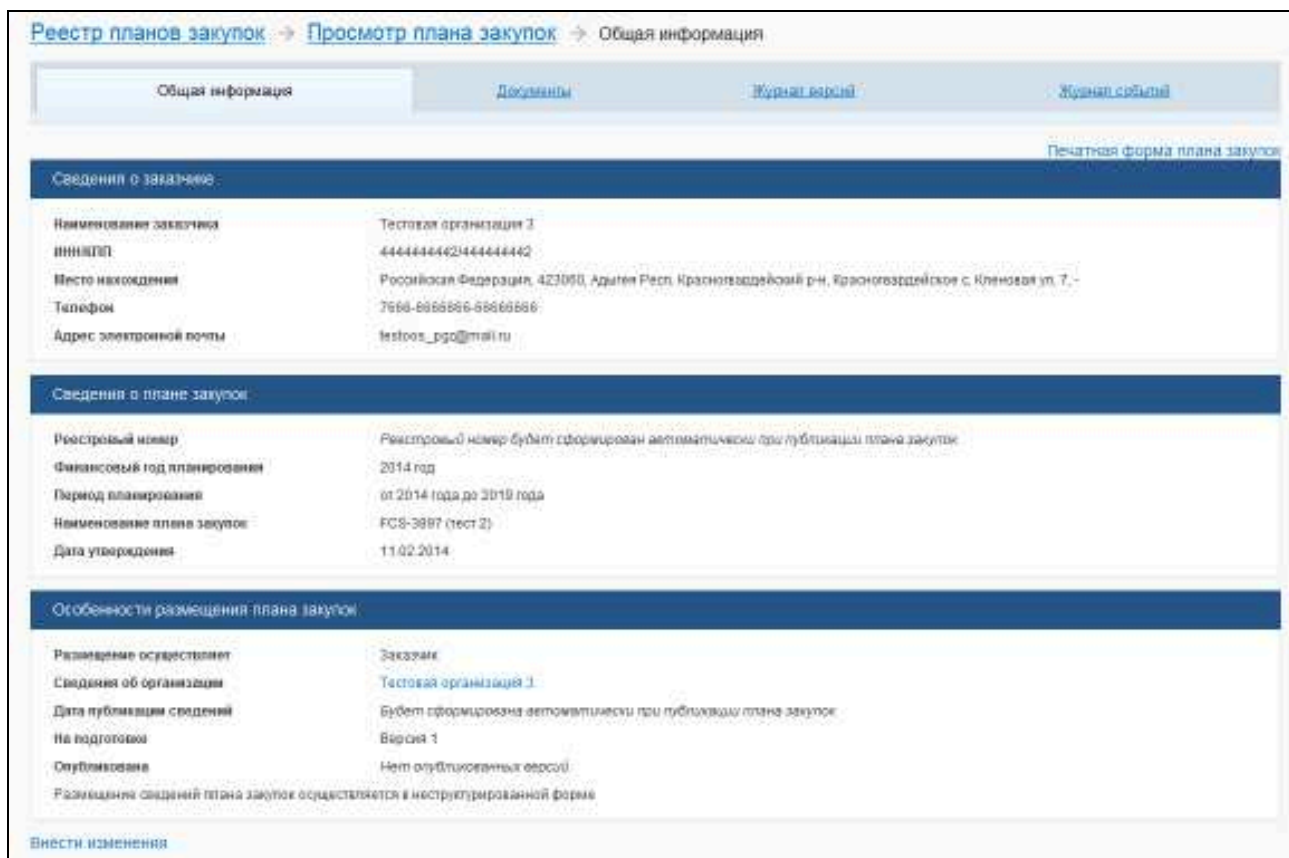 Реестр планов закупок → Просмотр плана закупок → Общая информация
Общая информация Документы Журнал версий Журнал событий
Печатная форма плана закупок
Сведения о заказчике
Наименование заказчика Тестовая организация 3
ИНН/КПП 4444444442/444444442
Место нахождения Российская Федерация, 423060, Адыгея Респ, Красногвардейский р-н, Красногвардейское с, Кленовая ул, 7, -
Телефон 7666-6666666-66666666
Адрес электронной почты testoos_pgz@mail.ru
Сведения о плане закупок
Реестровый номер Реестровый номер будет сформирован автоматически при публикации плана закупок
Финансовый год планирования 2014 год
Период планирования от 2014 года до 2019 года
Наименование плана закупок FCS-3897 (тест 2)
Дата утверждения 11.02.2014
Особенности размещения плана закупок
Размещение осуществляет Заказчик
Сведения об организации Тестовая организация 3
Дата публикации сведений Будет сформирована автоматически при публикации плана закупок
На подготовке Версия 1
Опубликована Нет опубликованных версий
Размещение сведений плана закупок осуществляется в неструктурированной форме
Внести изменения